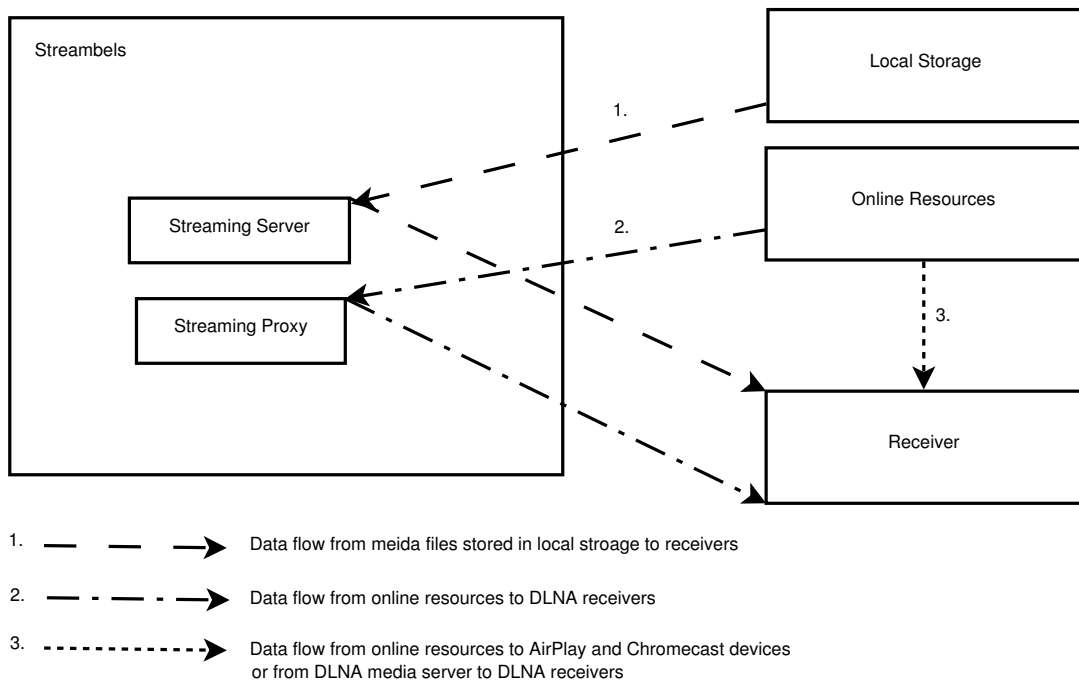 Streambels
Local Storage
1.
Online Resources
Streaming Server
2.
Streaming Proxy
3.
Receiver
1. Data flow from meida files stored in local stroage to receivers
2. Data flow from online resources to DLNA receivers
3. Data flow from online resources to AirPlay and Chromecast devices
or from DLNA media server to DLNA receivers